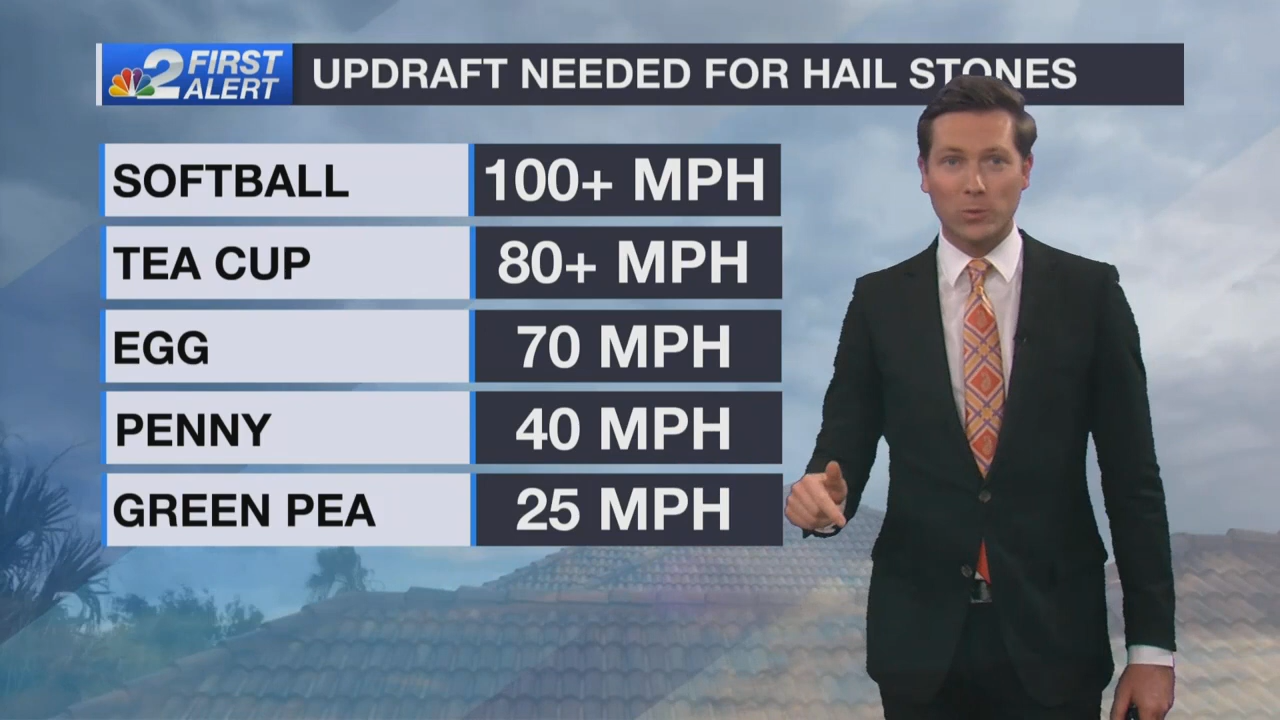 2 FIRST ALERT
UPDRAFT NEEDED FOR HAIL STONES
SOFTBALL 100+ MPH
TEA CUP 80+ MPH
EGG 70 MPH
PENNY 40 MPH
GREEN PEA 25 MPH